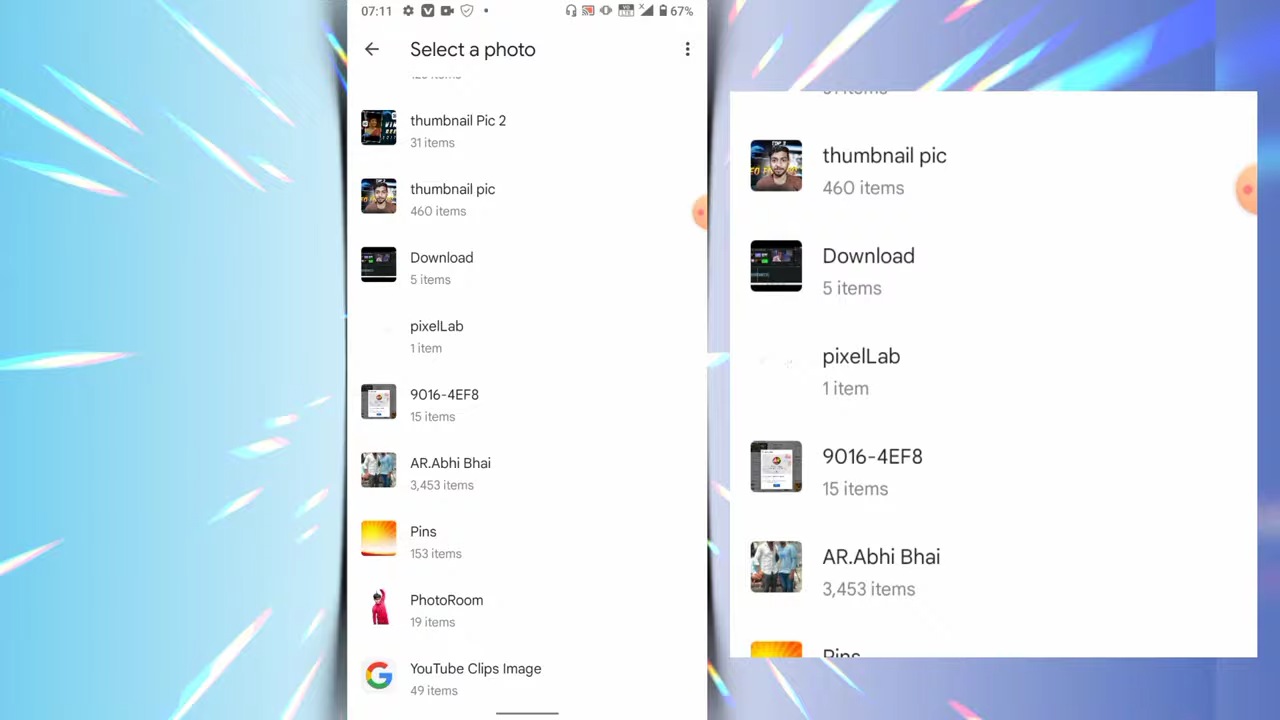 07:11
67%
Select a photo
thumbnail Pic 2
31 items
thumbnail pic
460 items
Download
5 items
pixelLab
1 item
9016-4EF8
15 items
AR.Abhi Bhai
3,453 items
Pins
153 items
PhotoRoom
19 items
YouTube Clips Image
49 items
thumbnail pic
460 items
Download
5 items
pixelLab
1 item
9016-4EF8
15 items
AR.Abhi Bhai
3,453 items
Pins